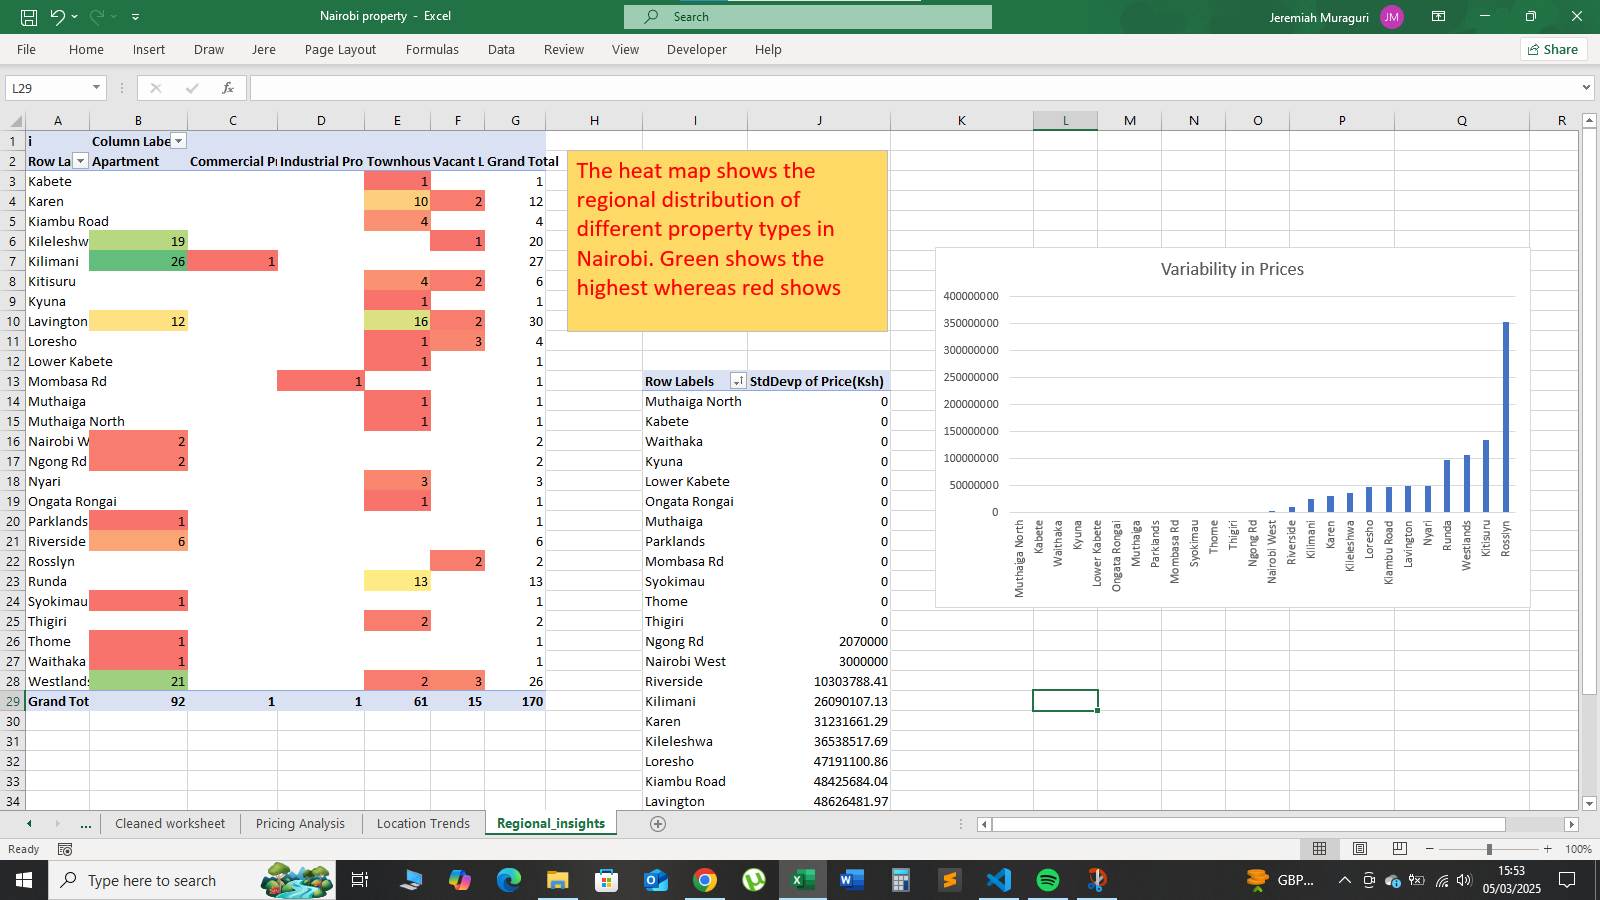 Nairobi property - Excel
Search
Jeremiah Muraguri
JM
File Home Insert Draw Jere Page Layout Formulas Data Review View Developer Help
Share
L29
fx
A B C D E F G H I J K L M N O P Q R
1 i Column Labe
2 Row La Apartment Commercial P Industrial Pro Townhous Vacant L Grand Total
3 Kabete 1 1
4 Karen 10 2 12
5 Kiambu Road 4 4
6 Kileleshw 19 1 20
7 Kilimani 26 1 27
8 Kitisuru 4 2 6
9 Kyuna 1 1
10 Lavington 12 16 2 30
11 Loresho 1 3 4
12 Lower Kabete 1 1
13 Mombasa Rd 1 1
14 Muthaiga 1 1
15 Muthaiga North 1 1
16 Nairobi W 2 2
17 Ngong Rd 2 2
18 Nyari 3 3
19 Ongata Rongai 1 1
20 Parklands 1 1
21 Riverside 6 6
22 Rosslyn 2 2
23 Runda 13 13
24 Syokimau 1 1
25 Thigiri 2 2
26 Thome 1 1
27 Waithaka 1 1
28 Westlands 21 2 3 26
29 Grand Tot 92 1 1 61 15 170
30
31
32
33
34
The heat map shows the
regional distribution of
different property types in
Nairobi. Green shows the
highest whereas red shows
Row Labels StdDevp of Price(Ksh)
Muthaiga North 0
Kabete 0
Waithaka 0
Kyuna 0
Lower Kabete 0
Ongata Rongai 0
Muthaiga 0
Parklands 0
Mombasa Rd 0
Syokimau 0
Thome 0
Thigiri 0
Ngong Rd 2070000
Nairobi West 3000000
Riverside 10303788.41
Kilimani 26090107.13
Karen 31231661.29
Kileleshwa 36538517.69
Loresho 47191100.86
Kiambu Road 48425684.04
Lavington 48626481.97
Variability in Prices
400000000
350000000
300000000
250000000
200000000
150000000
100000000
50000000
0
Muthaiga North
Kabete
Waithaka
Kyuna
Lower Kabete
Ongata Rongai
Muthaiga
Parklands
Mombasa Rd
Syokimau
Thome
Thigiri
Ngong Rd
Nairobi West
Riverside
Kilimani
Karen
Kileleshwa
Loresho
Kiambu Road
Lavington
Nyari
Runda
Westlands
Kitisuru
Rosslyn
... Cleaned worksheet Pricing Analysis Location Trends Regional_insights
Ready
100%
Type here to search
GBP...
15:53
05/03/2025